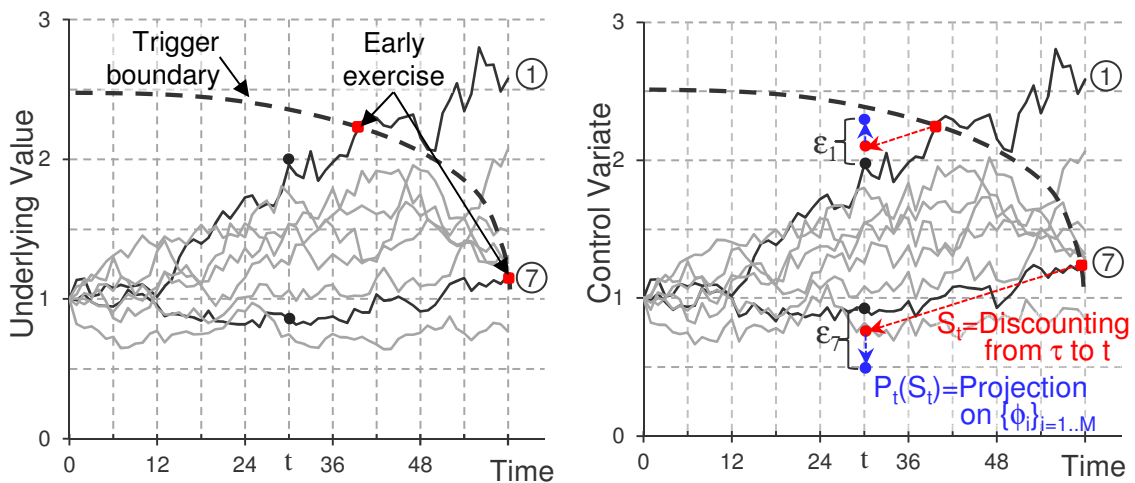 3
2
1
0
Underlying Value
Trigger
boundary
Early
exercise
1
7
0
12
24
t
36
48
Time
3
2
1
0
Control Variate
ε1
ε7
1
7
St=Discounting
from τ to t
Pt(St)=Projection
on {ϕi}i=1..M
0
12
24
t
36
48
Time